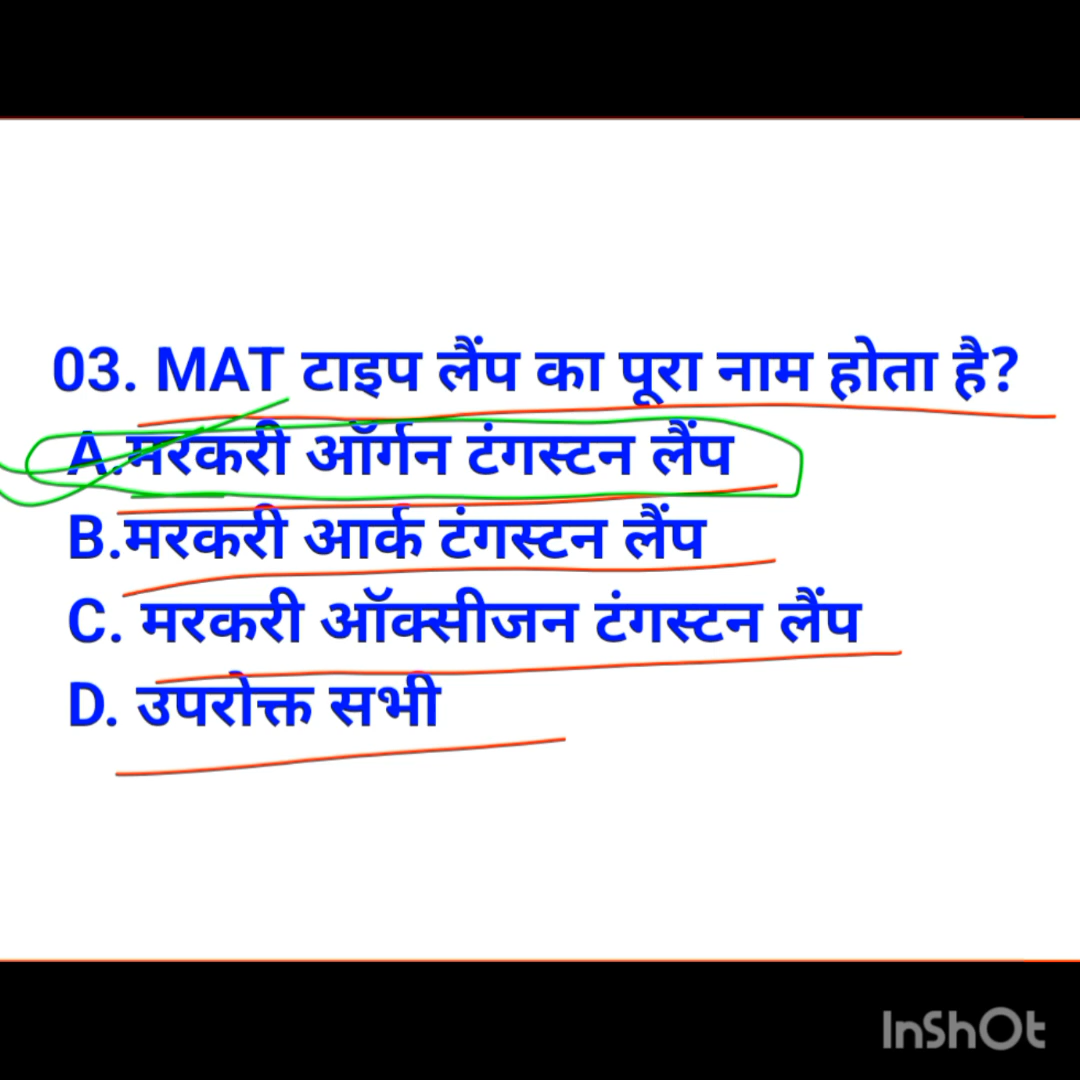 03. MAT टाइप लैंप का पूरा नाम होता है?
A.मरकरी ऑर्गन टंगस्टन लैंप
B.मरकरी आर्क टंगस्टन लैंप
C. मरकरी ऑक्सीजन टंगस्टन लैंप
D. उपरोक्त सभी
InShOt